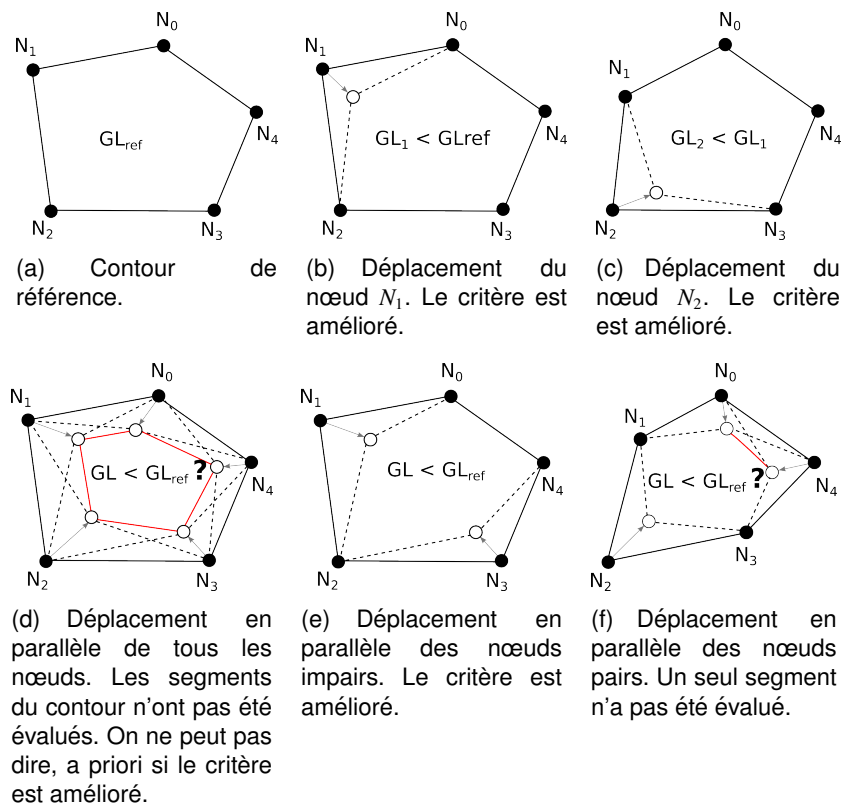 N0
N1
GLref
N4
N2
N3
(a) Contour de
référence.
N0
N1
GL1 < GLref
N4
N2
N3
(b) Déplacement du
nœud N1. Le critère est
amélioré.
N0
N1
GL2 < GL1
N4
N2
N3
(c) Déplacement du
nœud N2. Le critère
est amélioré.
N0
N1
GL < GLref ?
N4
N2
N3
(d) Déplacement en
parallèle de tous les
nœuds. Les segments
du contour n'ont pas été
évalués. On ne peut pas
dire, a priori si le critère
est amélioré.
N0
N1
GL < GLref
N4
N2
N3
(e) Déplacement en
parallèle des nœuds
impairs. Le critère est
amélioré.
N0
N1
GL < GLref ?
N4
N3
N2
(f) Déplacement en
parallèle des nœuds
pairs. Un seul segment
n'a pas été évalué.